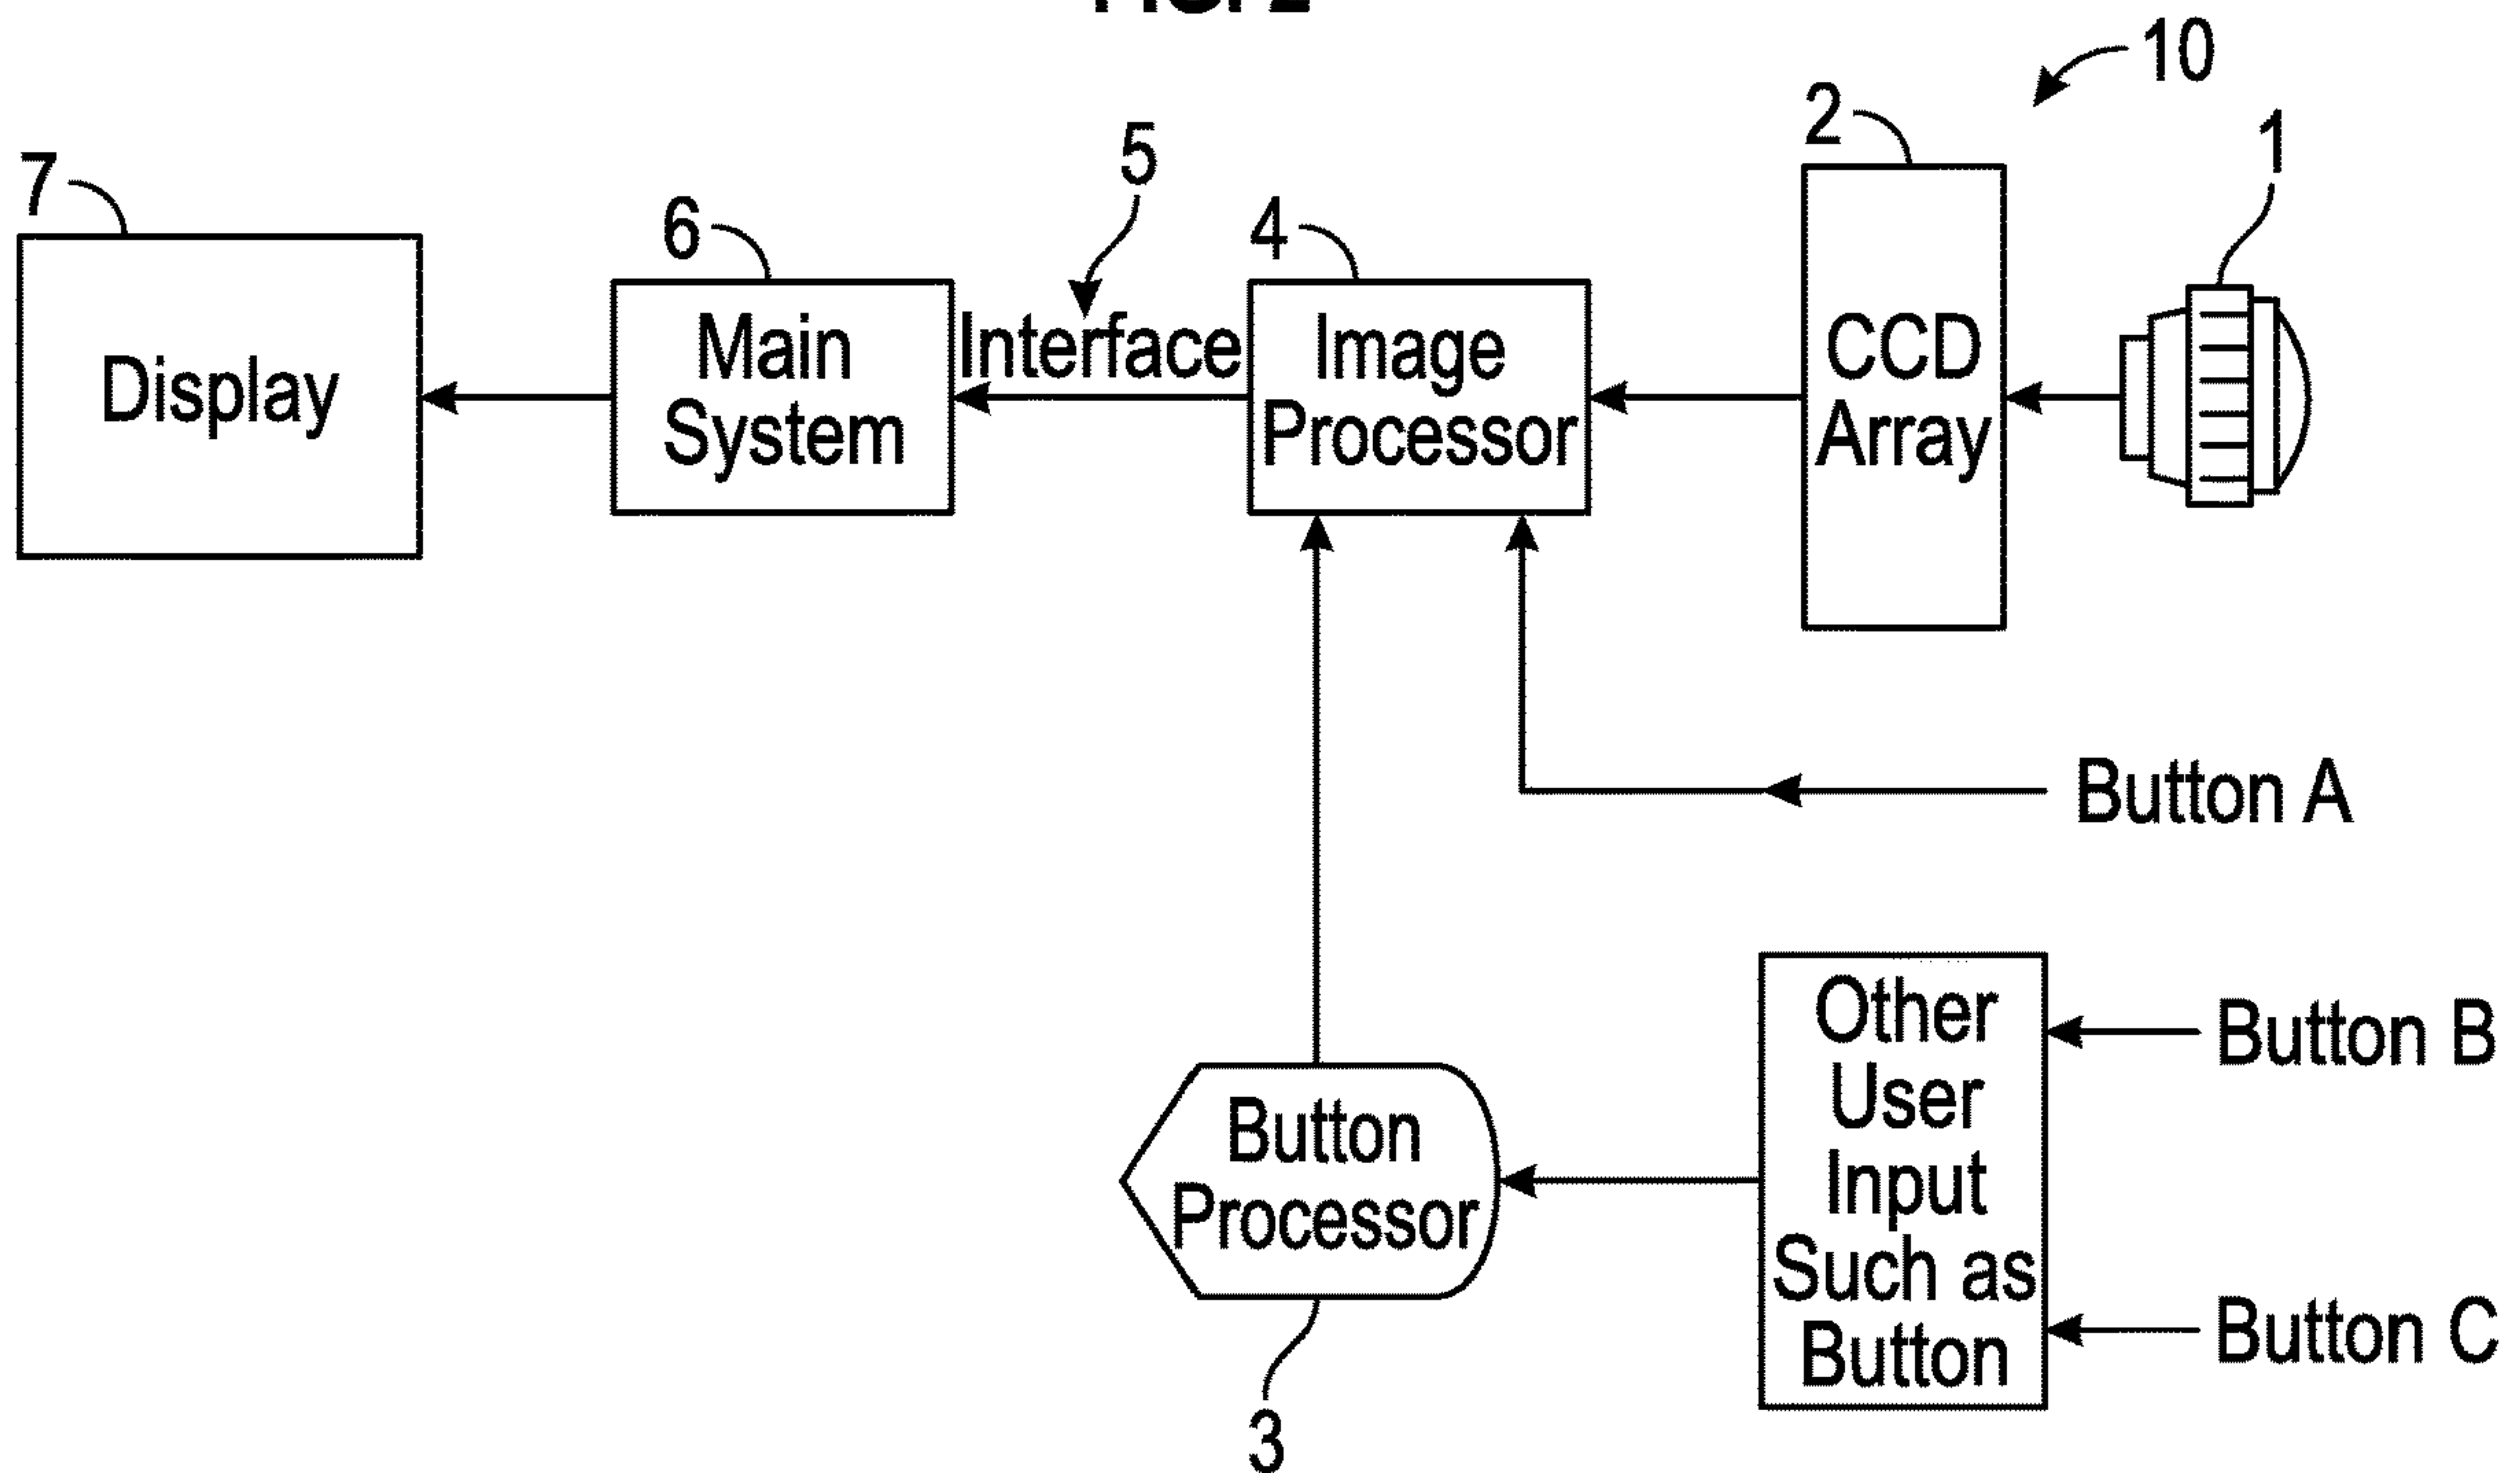 10
2
1
5
7
6
4
Display
Main
System
Interface
Image
Processor
CCD
Array
Button A
Other
User
Input
Such as
Button
Button B
Button C
Button
Processor
3